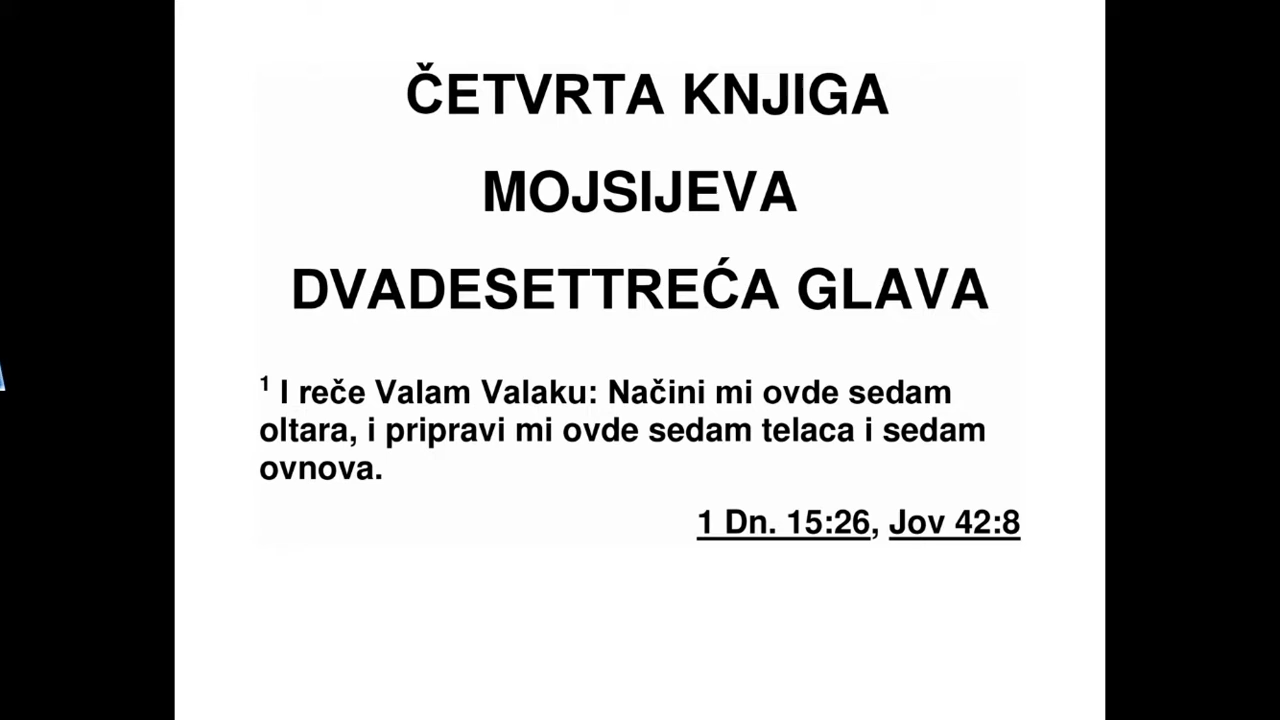 ČETVRTA KNJIGA
MOJSIJEVA
DVADESETTREĆA GLAVA
1 I reče Valam Valaku: Načini mi ovde sedam
oltara, i pripravi mi ovde sedam telaca i sedam
ovnova.
1 Dn. 15:26, Jov 42:8